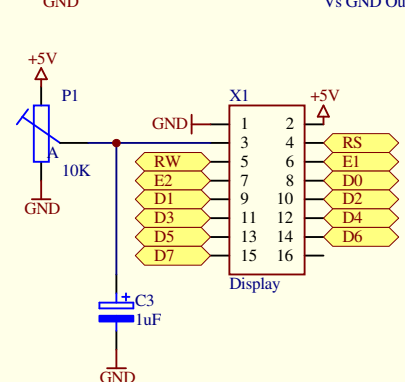 GND
Vs GND Ou
+5V
P1
A
10K
GND
X1
+5V
GND
1 2
3 4 RS
RW 5 6 E1
E2 7 8 D0
D1 9 10 D2
D3 11 12 D4
D5 13 14 D6
D7 15 16
Display
+
C3
1uF
GND